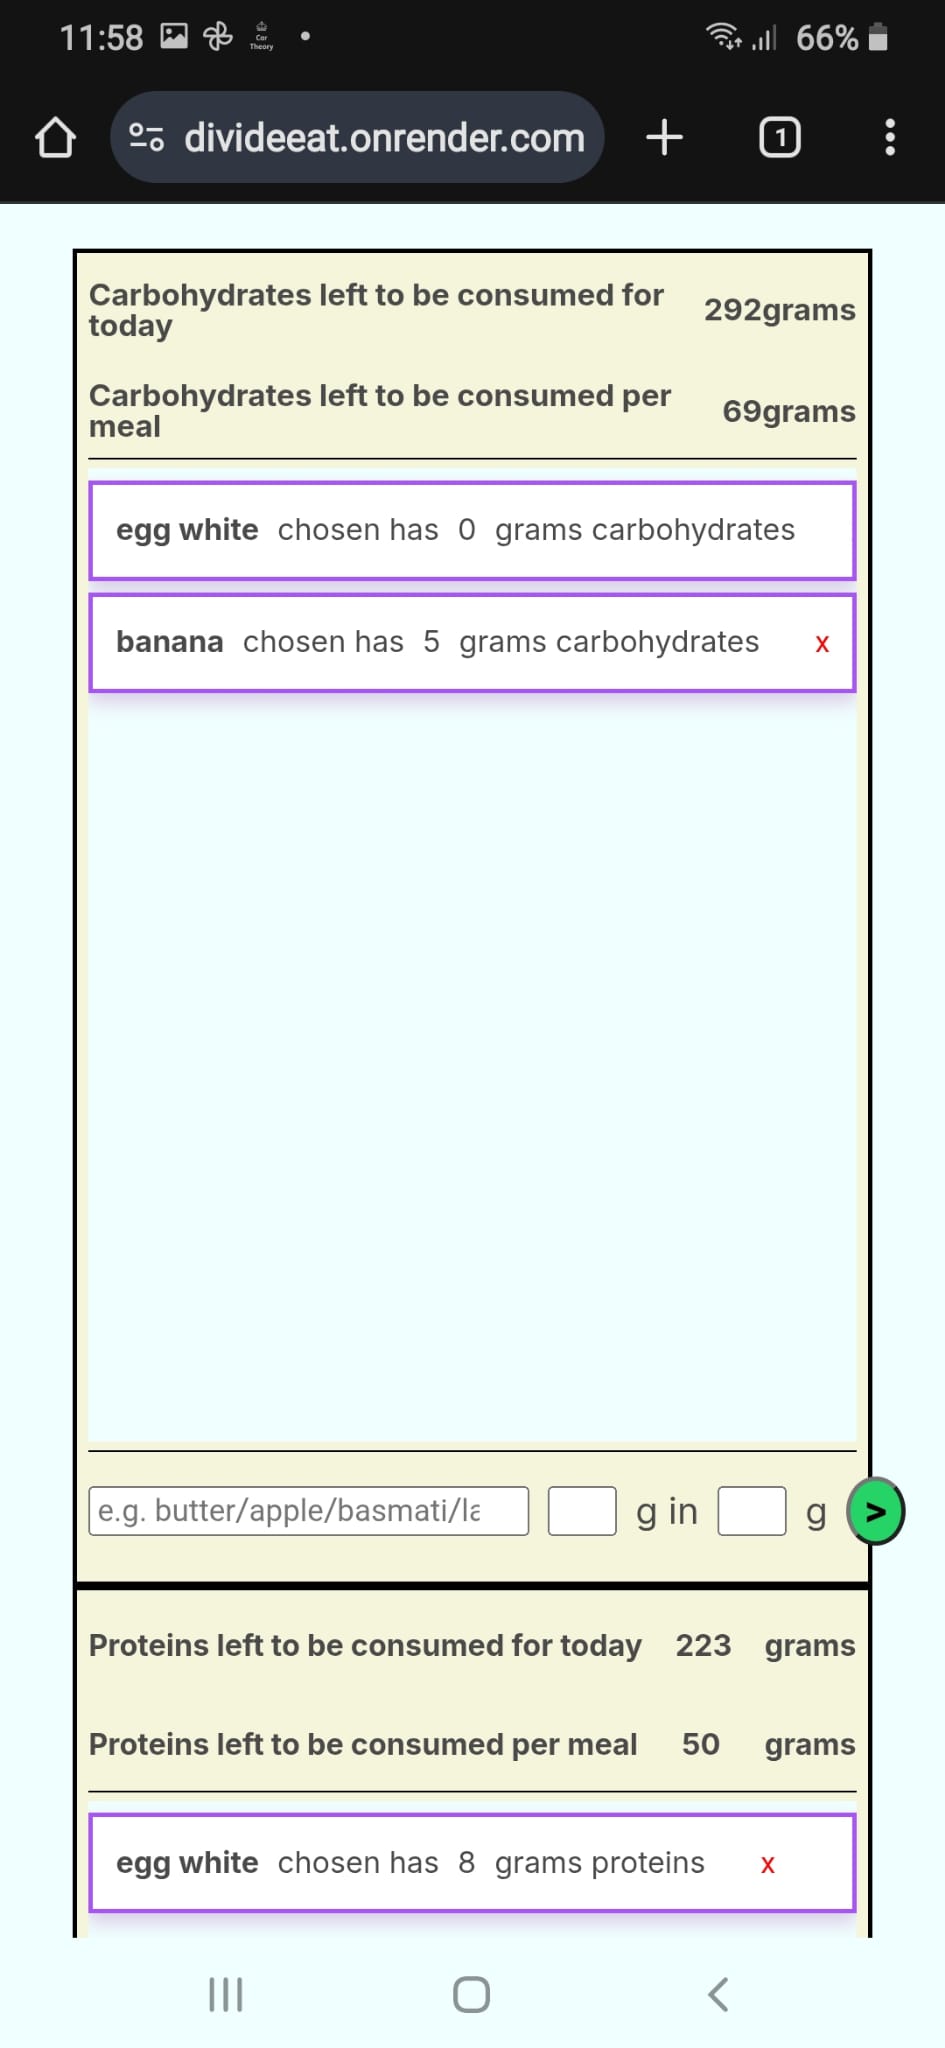 11:58 Car Theory 66%
divideeat.onrender.com 1
Carbohydrates left to be consumed for today 292grams
Carbohydrates left to be consumed per meal 69grams
egg white chosen has 0 grams carbohydrates
banana chosen has 5 grams carbohydrates x
e.g. butter/apple/basmati/la g in g >
Proteins left to be consumed for today 223 grams
Proteins left to be consumed per meal 50 grams
egg white chosen has 8 grams proteins x